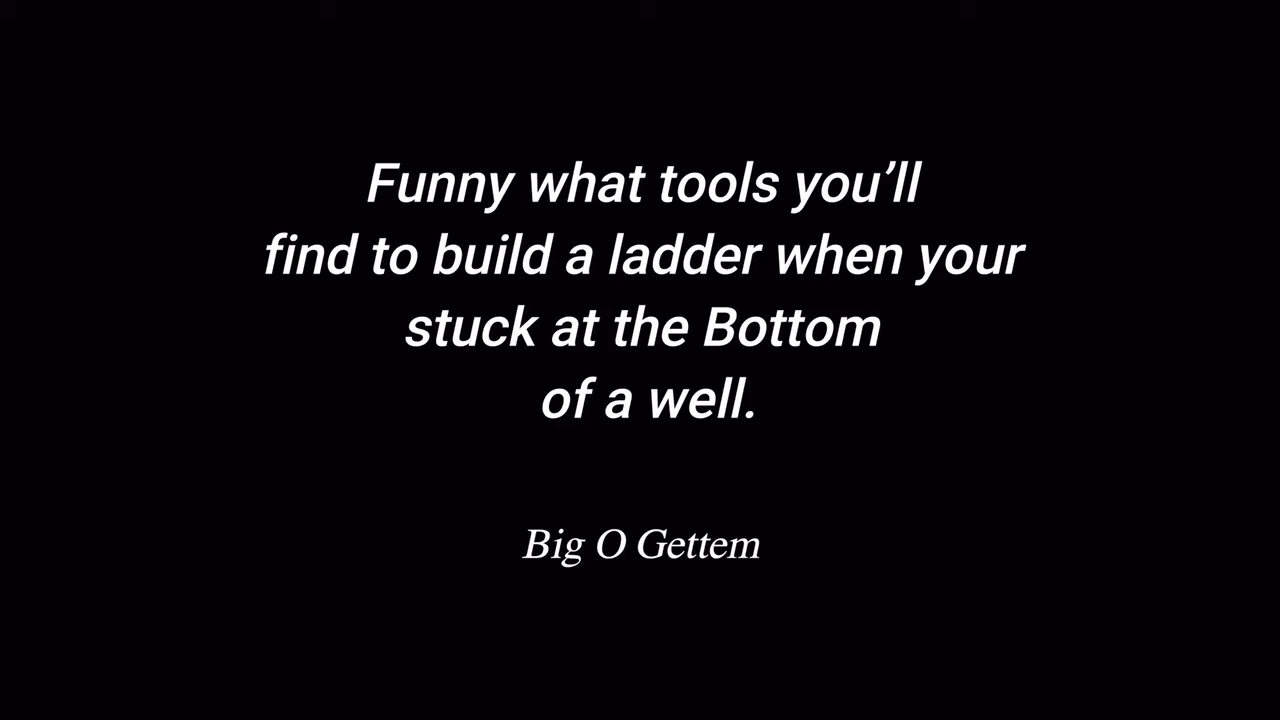 Funny what tools you’ll
find to build a ladder when your
stuck at the Bottom
of a well.
Big O Gettem